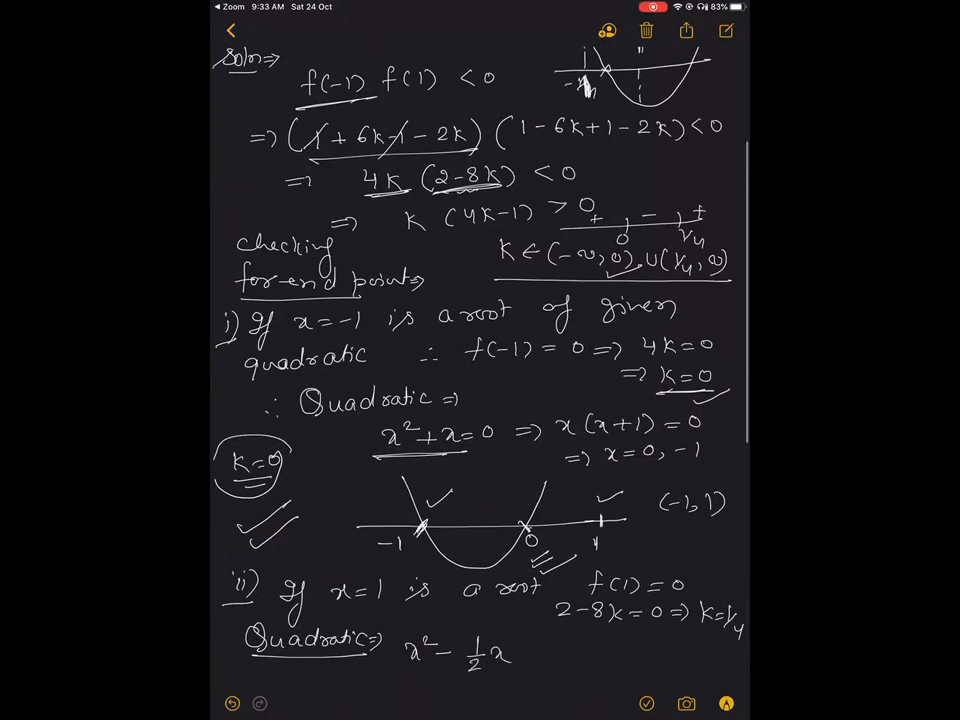 Zoom 9:33 AM Sat 24 Oct 83%
Soln ⇒
f(-1) f(1) < 0
⇒ (1 + 6k - 1 - 2k) (1 - 6k + 1 - 2k) < 0
⇒ 4k (2-8k) < 0
⇒ k (4k-1) > 0
+ - +
0 1/4
checking
for end point ⇒
k ∈ (-∞, 0) ∪ (1/4, ∞)
i) If x = -1 is a root of given
quadratic ∴ f(-1) = 0 ⇒ 4k = 0
⇒ k = 0
∴ Quadratic ⇒
x² + x = 0 ⇒ x (x+1) = 0
⇒ x = 0, -1
k = 0
(-1, 1)
-1 0 1
ii) If x = 1 is a root f(1) = 0
2 - 8k = 0 ⇒ k = 1/4
Quadratic ⇒ x² - 1/2 x